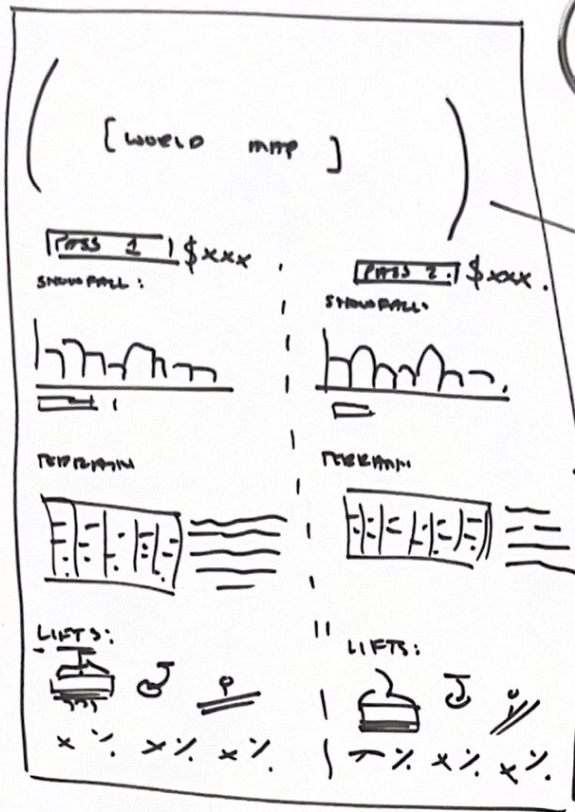 [WORLD MAP]
PASS 1 $xxx
SNOWFALL:
TERRAIN
LIFTS:
x % x % x %
PASS 2 $xxx.
SNOWFALL:
TERRAIN
LIFTS:
% x % x %